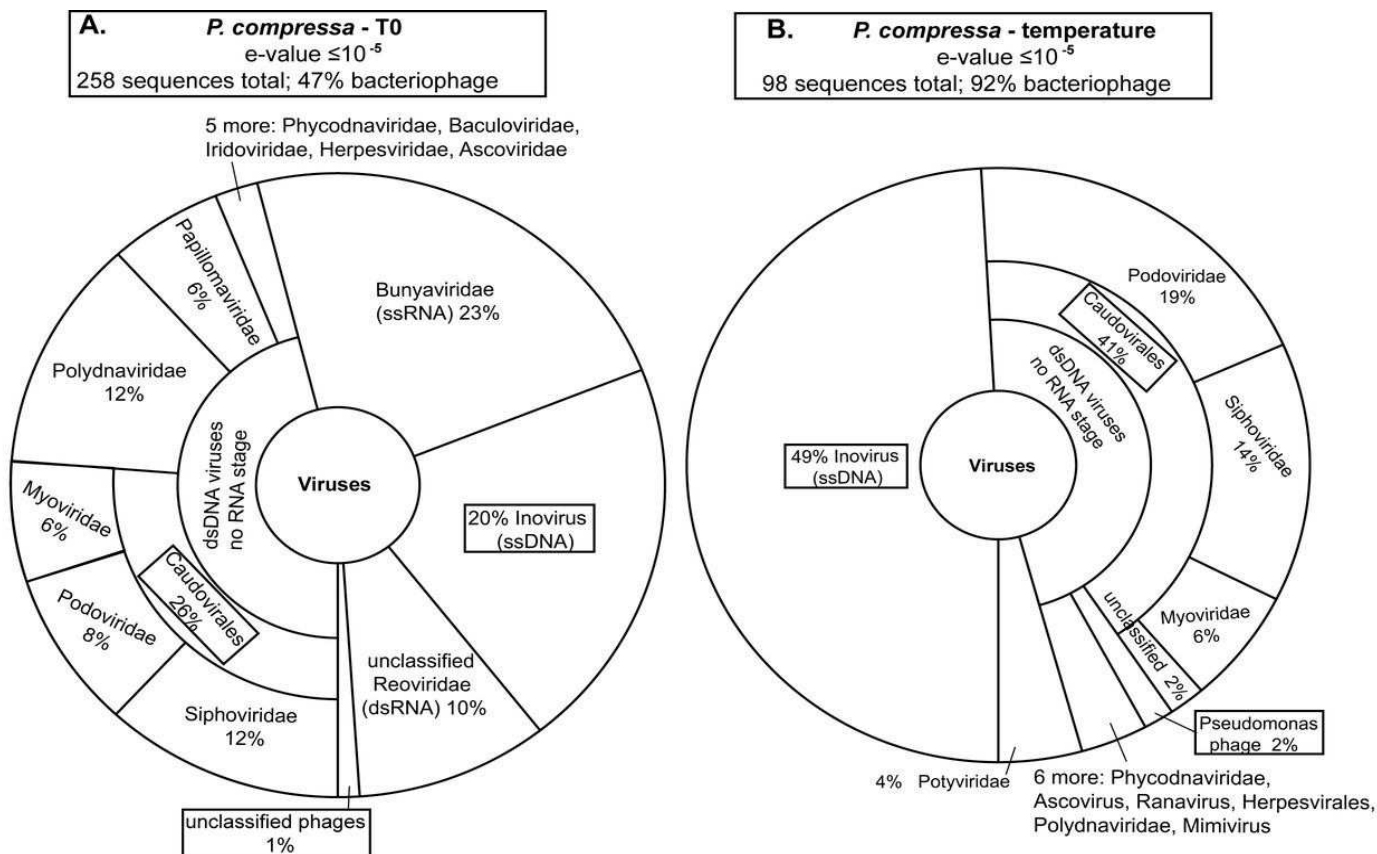 A. P. compressa - T0
e-value ≤10 -5
258 sequences total; 47% bacteriophage
5 more: Phycodnaviridae, Baculoviridae,
Iridoviridae, Herpesviridae, Ascoviridae
Papillomaviridae
6%
Bunyaviridae
(ssRNA) 23%
Polydnaviridae
12%
dsDNA viruses
no RNA stage
Viruses
20% Inovirus
(ssDNA)
Myoviridae
6%
Caudovirales
26%
Podoviridae
8%
Siphoviridae
12%
unclassified
Reoviridae
(dsRNA) 10%
unclassified phages
1%
B. P. compressa - temperature
e-value ≤10 -5
98 sequences total; 92% bacteriophage
Podoviridae
19%
Caudovirales
41%
dsDNA viruses
no RNA stage
Siphoviridae
14%
49% Inovirus
(ssDNA)
Viruses
Myoviridae
6%
unclassified 2%
Pseudomonas
phage 2%
4% Potyviridae
6 more: Phycodnaviridae,
Ascovirus, Ranavirus, Herpesvirales,
Polydnaviridae, Mimivirus